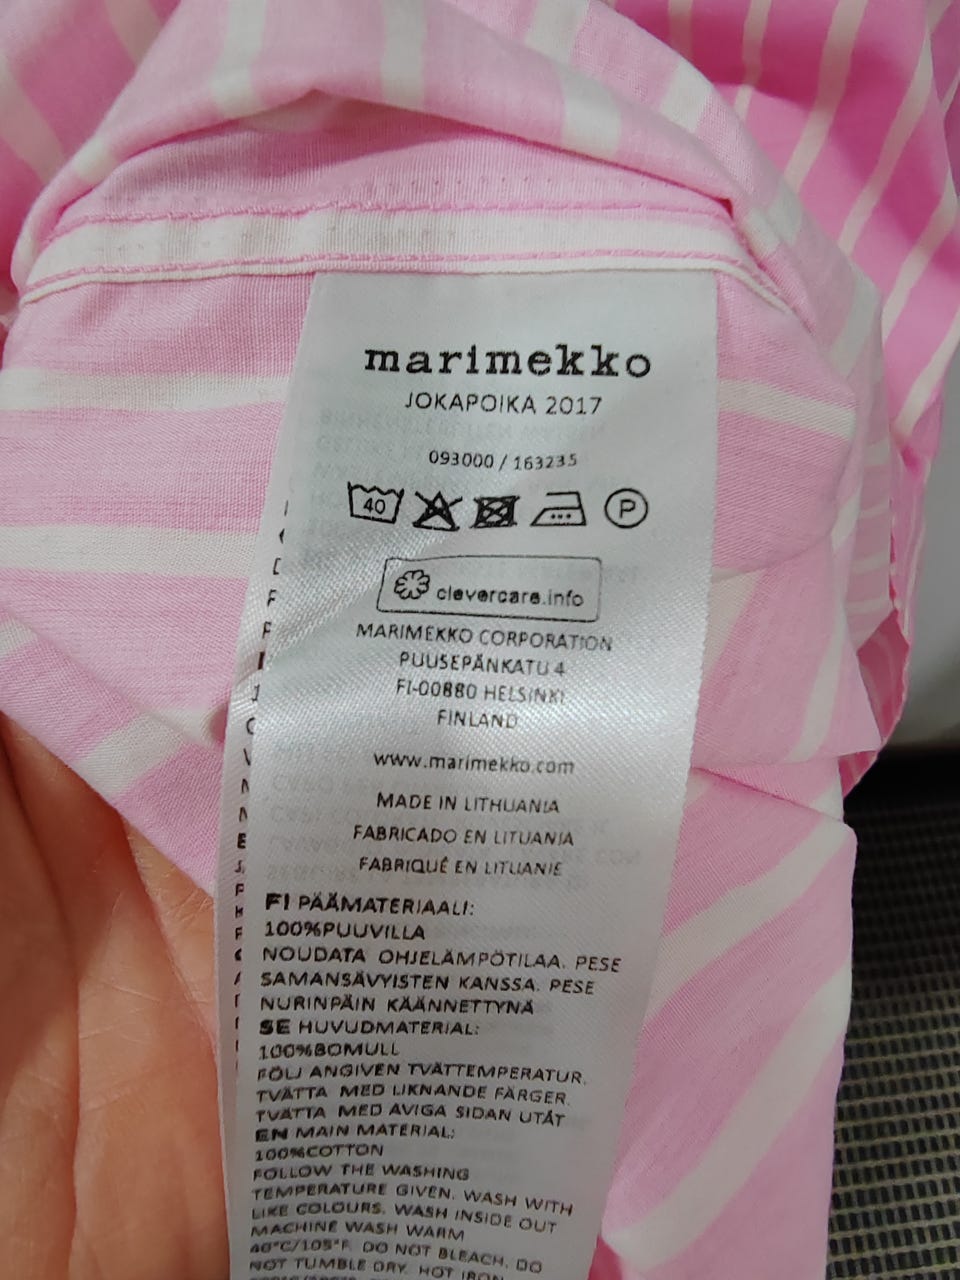 marimekko
JOKAPOIKA 2017
093000 / 163235
40 P
clevercare.info
MARIMEKKO CORPORATION
PUUSEPÄNKATU 4
FI-00880 HELSINKI
FINLAND
www.marimekko.com
MADE IN LITHUANIA
FABRICADO EN LITUANIA
FABRIQUÉ EN LITUANIE
FI PÄÄMATERIAALI:
100%PUUVILLA
NOUDATA OHJELÄMPÖTILAA. PESE
SAMANSÄVYISTEN KANSSA. PESE
NURINPÄIN KÄÄNNETTYNÄ
SE HUVUDMATERIAL:
100%BOMULL
FÖLJ ANGIVEN TVÄTTEMPERATUR.
TVÄTTA MED LIKNANDE FÄRGER.
TVÄTTA MED AVIGA SIDAN UTÅT
EN MAIN MATERIAL:
100%COTTON
FOLLOW THE WASHING
TEMPERATURE GIVEN. WASH WITH
LIKE COLOURS. WASH INSIDE OUT
MACHINE WASH WARM
40°C/105°F. DO NOT BLEACH. DO
NOT TUMBLE DRY. HOT IRON